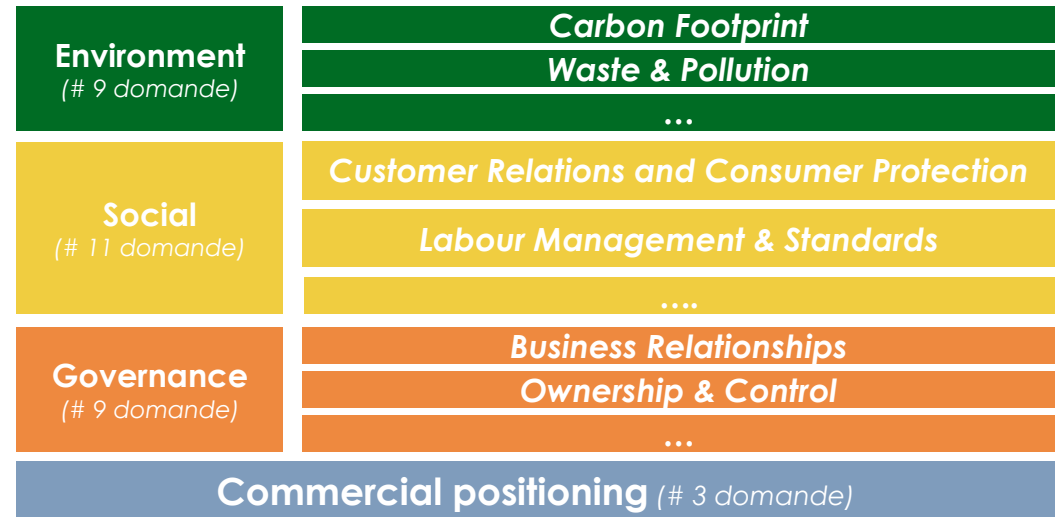 Environment
(# 9 domande)
Carbon Footprint
Waste & Pollution
...
Social
(# 11 domande)
Customer Relations and Consumer Protection
Labour Management & Standards
....
Governance
(# 9 domande)
Business Relationships
Ownership & Control
...
Commercial positioning (# 3 domande)